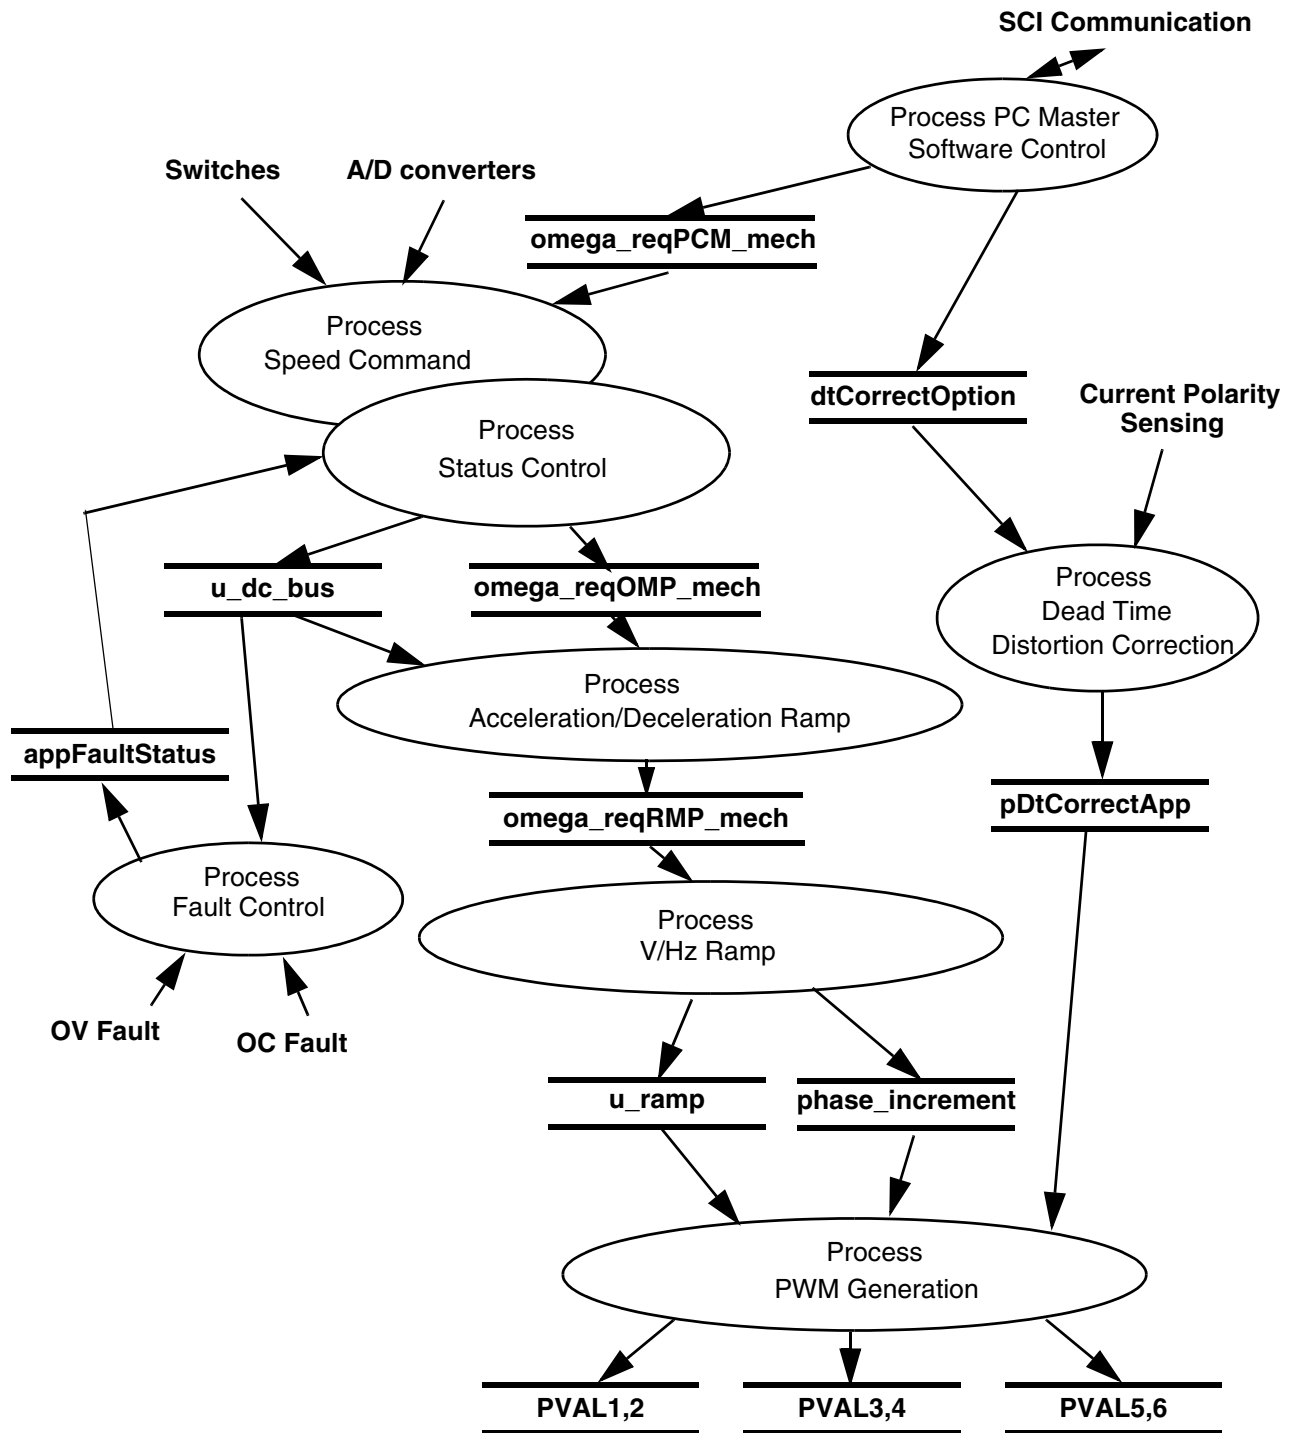 SCI Communication
Process PC Master
Software Control
Switches
A/D converters
omega_reqPCM_mech
Process
Speed Command
dtCorrectOption
Current Polarity
Sensing
Process
Status Control
u_dc_bus
omega_reqOMP_mech
Process
Dead Time
Distortion Correction
Process
Acceleration/Deceleration Ramp
appFaultStatus
omega_reqRMP_mech
pDtCorrectApp
Process
Fault Control
Process
V/Hz Ramp
OV Fault
OC Fault
u_ramp
phase_increment
Process
PWM Generation
PVAL1,2
PVAL3,4
PVAL5,6